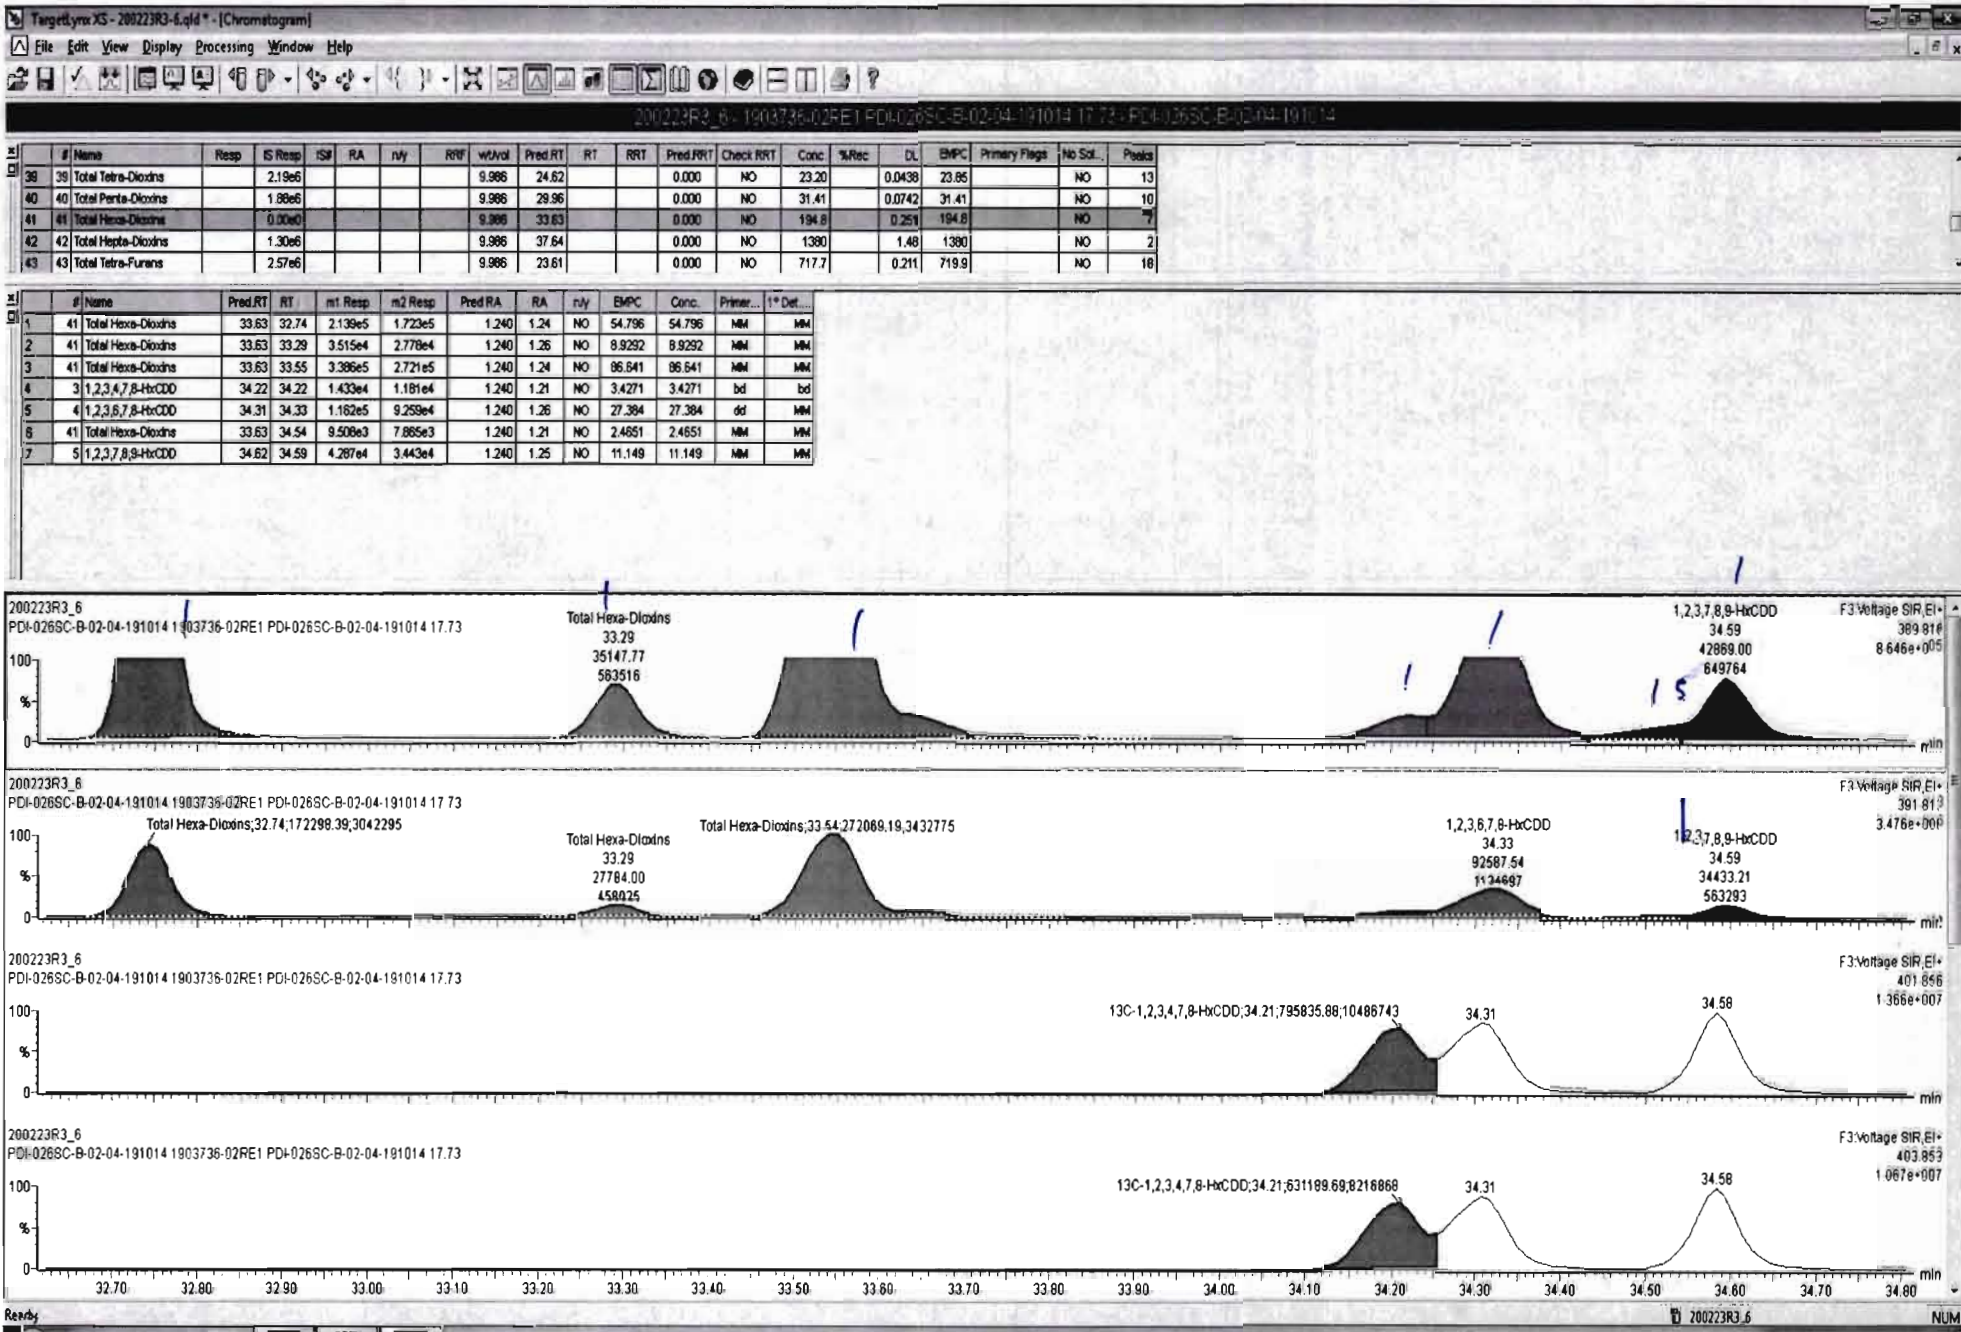 TargetLynx XS - 200223R3-6.qld * - [Chromatogram]
File Edit View Display Processing Window Help
200223R3_6 - 1903736-02RE1 PDI-026SC-B-02-04-191014 17.73 - PDI-026SC-B-02-04-191014
# Name Resp IS Resp IS# RA n/y RRF wt/vol Pred.RT RT RRT Pred.RRT Check RRT Conc. %Rec DL EMPC Primary Flags No Sol... Peaks
39 39 Total Tetra-Dioxins 2.19e6 9.986 24.62 0.000 NO 23.20 0.0438 23.85 NO 13
40 40 Total Penta-Dioxins 1.88e6 9.986 29.96 0.000 NO 31.41 0.0742 31.41 NO 10
41 41 Total Hexa-Dioxins 0.00e0 9.986 33.63 0.000 NO 194.8 0.251 194.8 NO 7
42 42 Total Hepta-Dioxins 1.30e6 9.986 37.64 0.000 NO 1380 1.48 1380 NO 2
43 43 Total Tetra-Furans 2.57e6 9.986 23.61 0.000 NO 717.7 0.211 719.9 NO 18
# Name Pred.RT RT m1 Resp m2 Resp Pred RA RA n/y EMPC Conc. Primer... 1° Det...
1 41 Total Hexa-Dioxins 33.63 32.74 2.139e5 1.723e5 1.240 1.24 NO 54.796 54.796 MM MM
2 41 Total Hexa-Dioxins 33.63 33.29 3.515e4 2.778e4 1.240 1.26 NO 8.9292 8.9292 MM MM
3 41 Total Hexa-Dioxins 33.63 33.55 3.386e5 2.721e5 1.240 1.24 NO 86.641 86.641 MM MM
4 3 1,2,3,4,7,8-HxCDD 34.22 34.22 1.433e4 1.181e4 1.240 1.21 NO 3.4271 3.4271 bd bd
5 4 1,2,3,6,7,8-HxCDD 34.31 34.33 1.162e5 9.259e4 1.240 1.26 NO 27.384 27.384 dd MM
6 41 Total Hexa-Dioxins 33.63 34.54 9.508e3 7.865e3 1.240 1.21 NO 2.4651 2.4651 MM MM
7 5 1,2,3,7,8,9-HxCDD 34.62 34.59 4.287e4 3.443e4 1.240 1.25 NO 11.149 11.149 MM MM
200223R3_6
PDI-026SC-B-02-04-191014 1903736-02RE1 PDI-026SC-B-02-04-191014 17.73
F3:Voltage SIR,EI+
389.816
8.646e+005
Total Hexa-Dioxins
33.29
35147.77
563516
1,2,3,7,8,9-HxCDD
34.59
42869.00
649764
5
100
%
0
min
200223R3_6
PDI-026SC-B-02-04-191014 1903736-02RE1 PDI-026SC-B-02-04-191014 17.73
F3:Voltage SIR,EI+
391.813
3.476e+006
Total Hexa-Dioxins;32.74;172298.39;3042295
Total Hexa-Dioxins
33.29
27784.00
458025
Total Hexa-Dioxins;33.54;272069.19;3432775
1,2,3,6,7,8-HxCDD
34.33
92587.54
1134697
1,2,3,7,8,9-HxCDD
34.59
34433.21
563293
100
%
0
min
200223R3_6
PDI-026SC-B-02-04-191014 1903736-02RE1 PDI-026SC-B-02-04-191014 17.73
F3:Voltage SIR,EI+
401.856
1.366e+007
13C-1,2,3,4,7,8-HxCDD;34.21;795835.88;10486743
34.31
34.58
100
%
0
min
200223R3_6
PDI-026SC-B-02-04-191014 1903736-02RE1 PDI-026SC-B-02-04-191014 17.73
F3:Voltage SIR,EI+
403.853
1.067e+007
13C-1,2,3,4,7,8-HxCDD;34.21;631189.69;8216868
34.31
34.58
100
%
0
min
32.70 32.80 32.90 33.00 33.10 33.20 33.30 33.40 33.50 33.60 33.70 33.80 33.90 34.00 34.10 34.20 34.30 34.40 34.50 34.60 34.70 34.80
Ready
200223R3_6 NUM